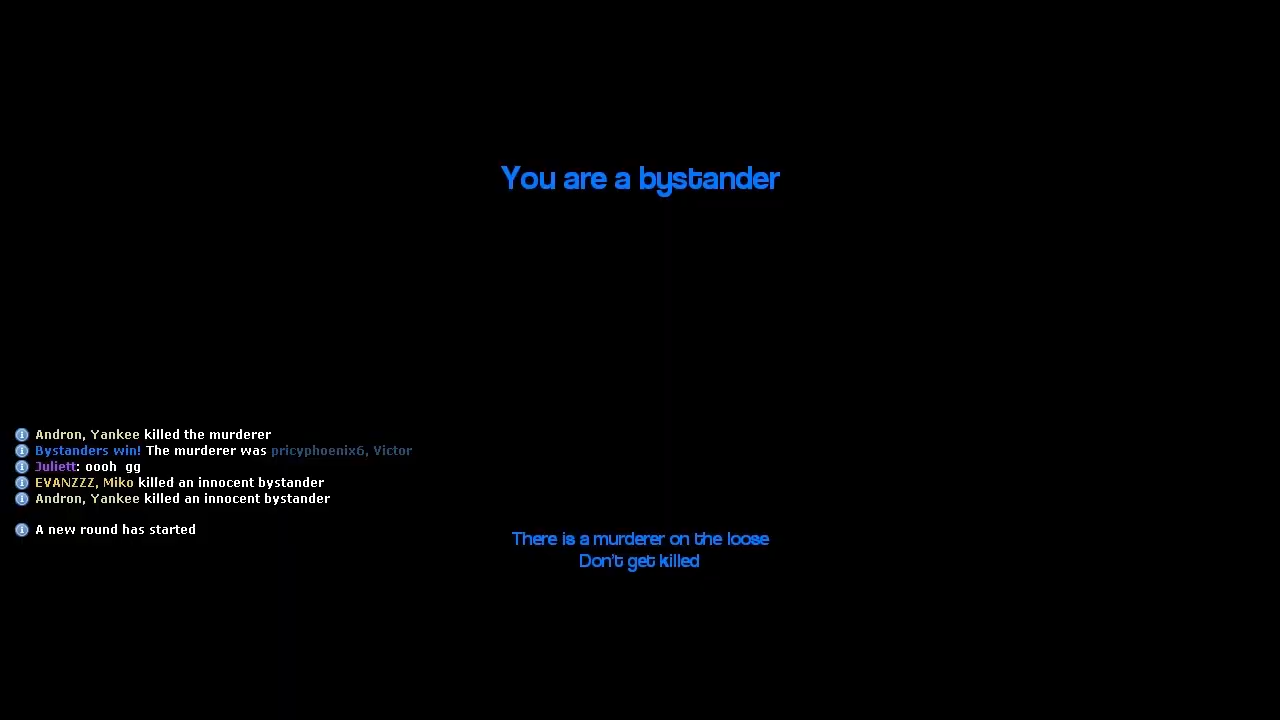 You are a bystander
Andron, Yankee killed the murderer
Bystanders win! The murderer was pricyphoenix6, Victor
Juliett: oooh gg
EVANZZZ, Miko killed an innocent bystander
Andron, Yankee killed an innocent bystander
A new round has started
There is a murderer on the loose
Don't get killed